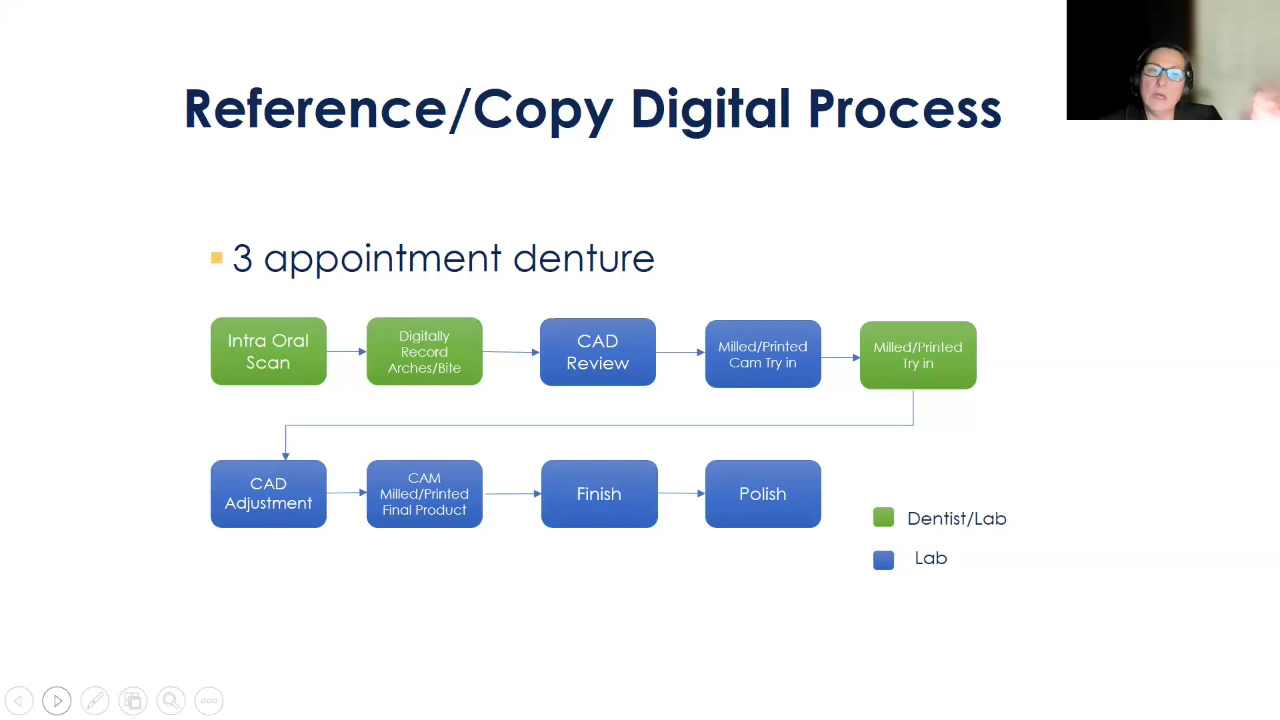 Reference/Copy Digital Process
3 appointment denture
Intra Oral
Scan
Digitally
Record
Arches/Bite
CAD
Review
Milled/Printed
Cam Try in
Milled/Printed
Try in
CAD
Adjustment
CAM
Milled/Printed
Final Product
Finish
Polish
Dentist/Lab
Lab